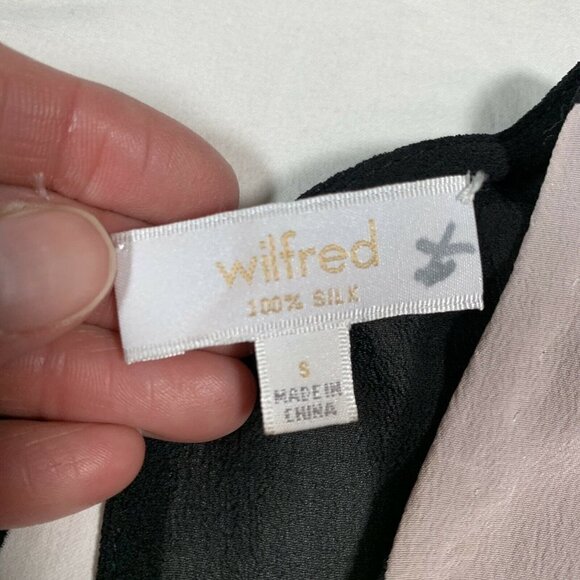 wilfred
100% SILK
S
MADE IN
CHINA